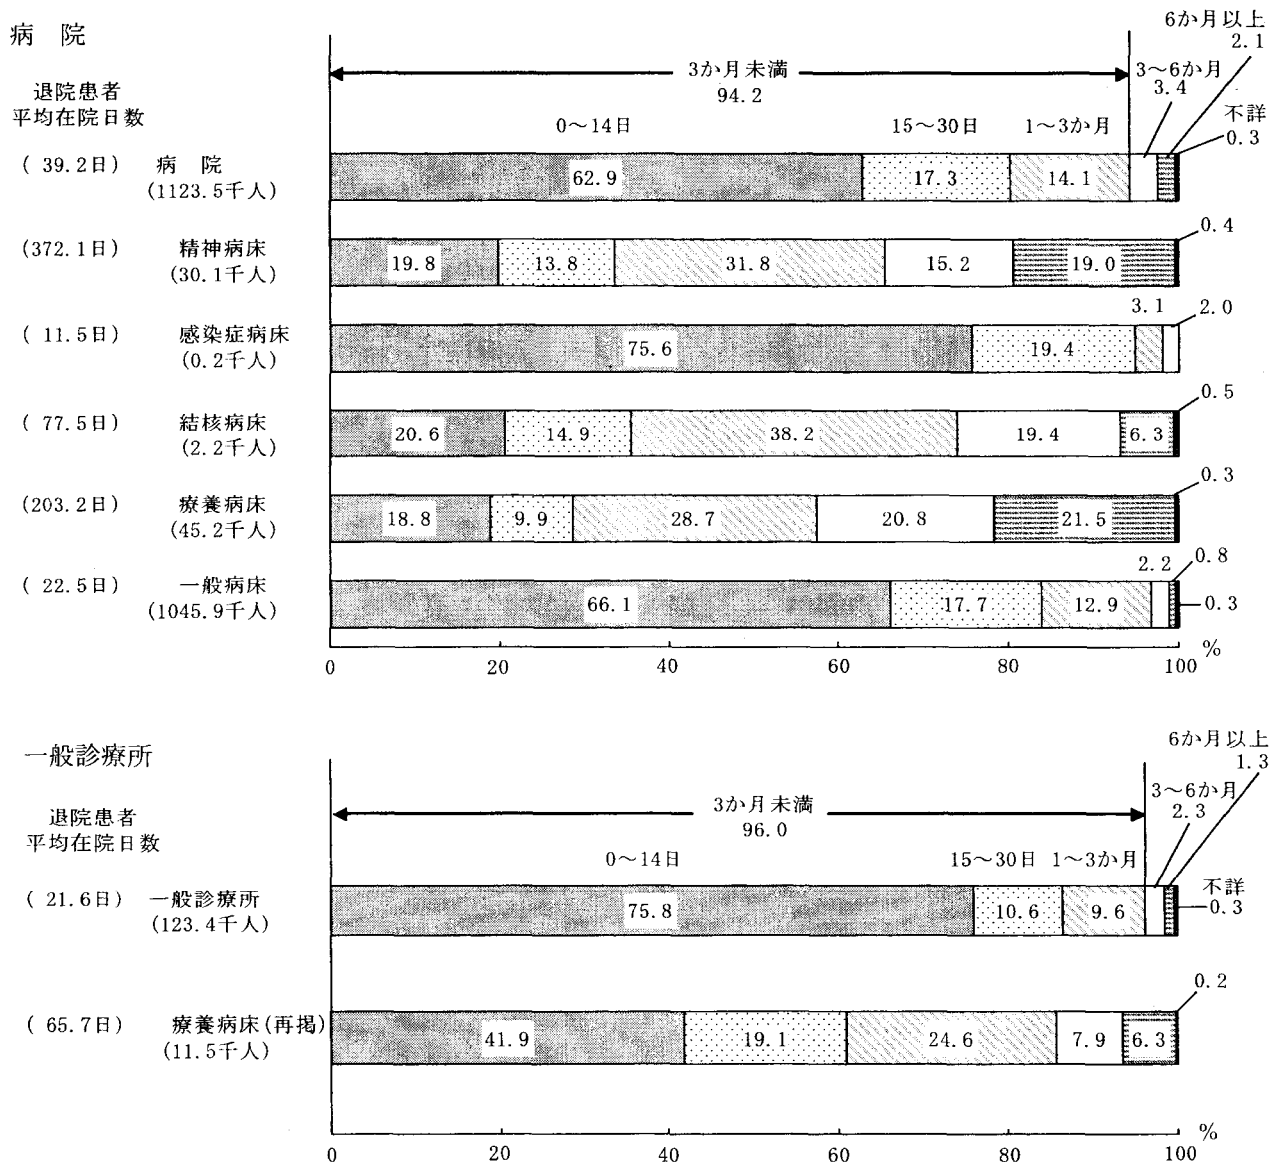 病 院
6か月以上
2.1
3か月未満
94.2
3～6か月
3.4
退院患者
平均在院日数
0～14日 15～30日 1～3か月
不詳
0.3
( 39.2日) 病 院
(1123.5千人)
62.9 17.3 14.1
0.4
(372.1日) 精神病床
(30.1千人)
19.8 13.8 31.8 15.2 19.0
3.1 2.0
( 11.5日) 感染症病床
(0.2千人)
75.6 19.4
0.5
( 77.5日) 結核病床
(2.2千人)
20.6 14.9 38.2 19.4 6.3
0.3
(203.2日) 療養病床
(45.2千人)
18.8 9.9 28.7 20.8 21.5
2.2 0.8
( 22.5日) 一般病床
(1045.9千人)
66.1 17.7 12.9 0.3
0 20 40 60 80 100 %
一般診療所
6か月以上
1.3
3か月未満
96.0
3～6か月
2.3
退院患者
平均在院日数
0～14日 15～30日 1～3か月
不詳
0.3
( 21.6日) 一般診療所
(123.4千人)
75.8 10.6 9.6
0.2
( 65.7日) 療養病床(再掲)
(11.5千人)
41.9 19.1 24.6 7.9 6.3
0 20 40 60 80 100 %